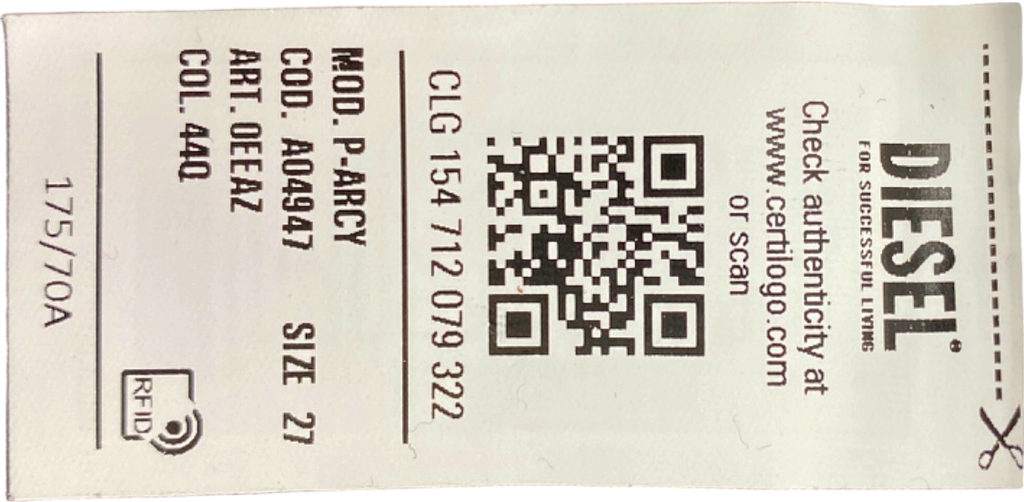 DIESEL®
FOR SUCCESSFUL LIVING
Check authenticity at
www.certilogo.com
or scan
CLG 154 712 079 322
MOD. P-ARCY
COD. A04947 SIZE 27
ART. 0EEAZ
COL. 44Q
RFID
175/70A